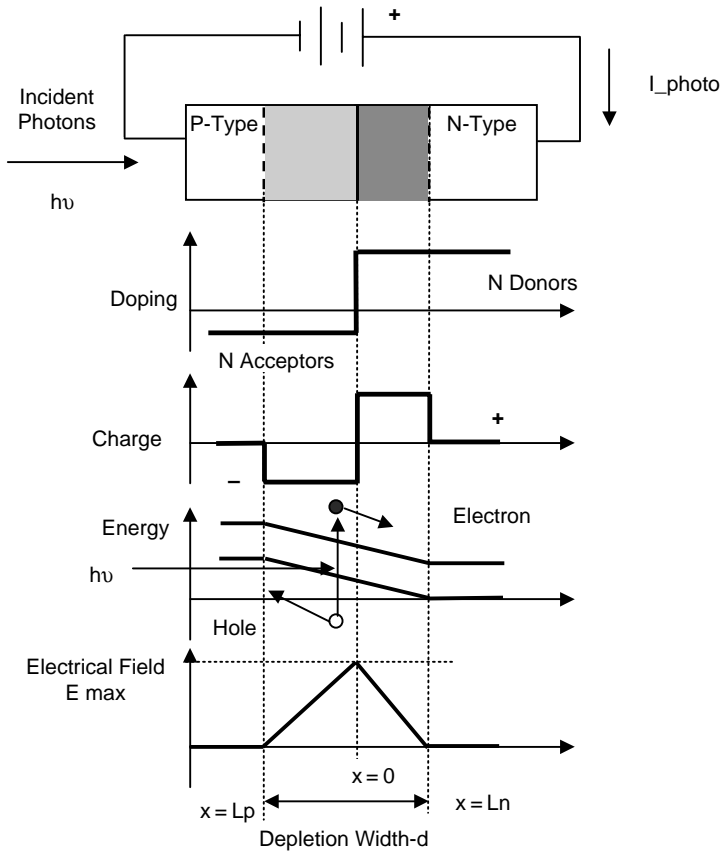 +
I_photo
Incident
Photons
P-Type
N-Type
hυ
Doping
N Donors
N Acceptors
Charge
+
–
Energy
Electron
hυ
Hole
Electrical Field
E max
x = 0
x = Lp
x = Ln
Depletion Width-d